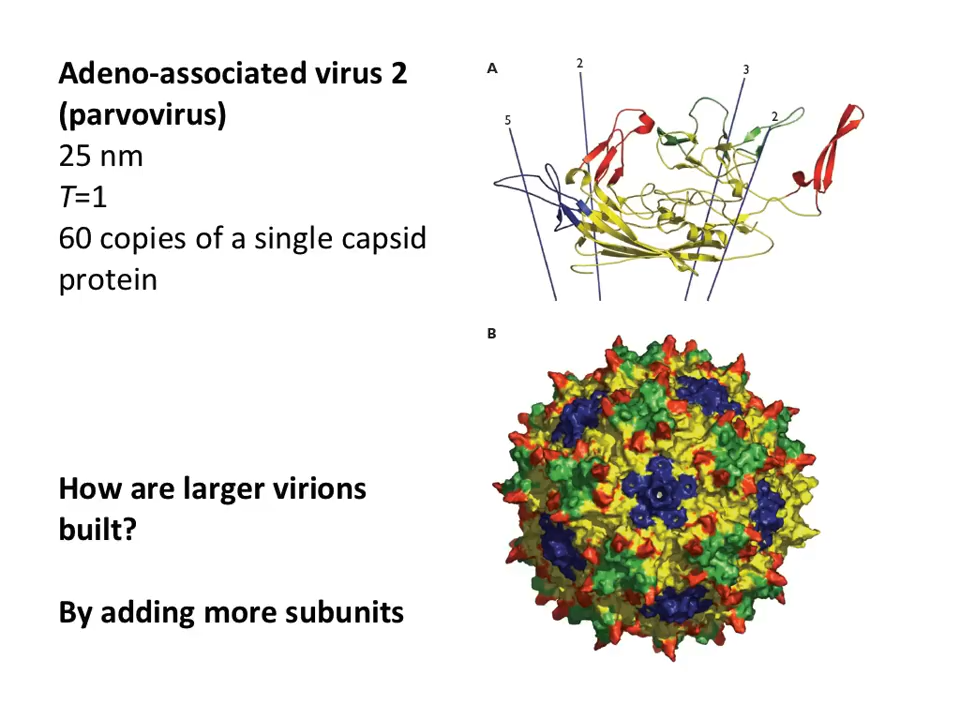 Adeno-associated virus 2
(parvovirus)
25 nm
T=1
60 copies of a single capsid
protein
How are larger virions
built?
By adding more subunits
A
2
3
5
2
B